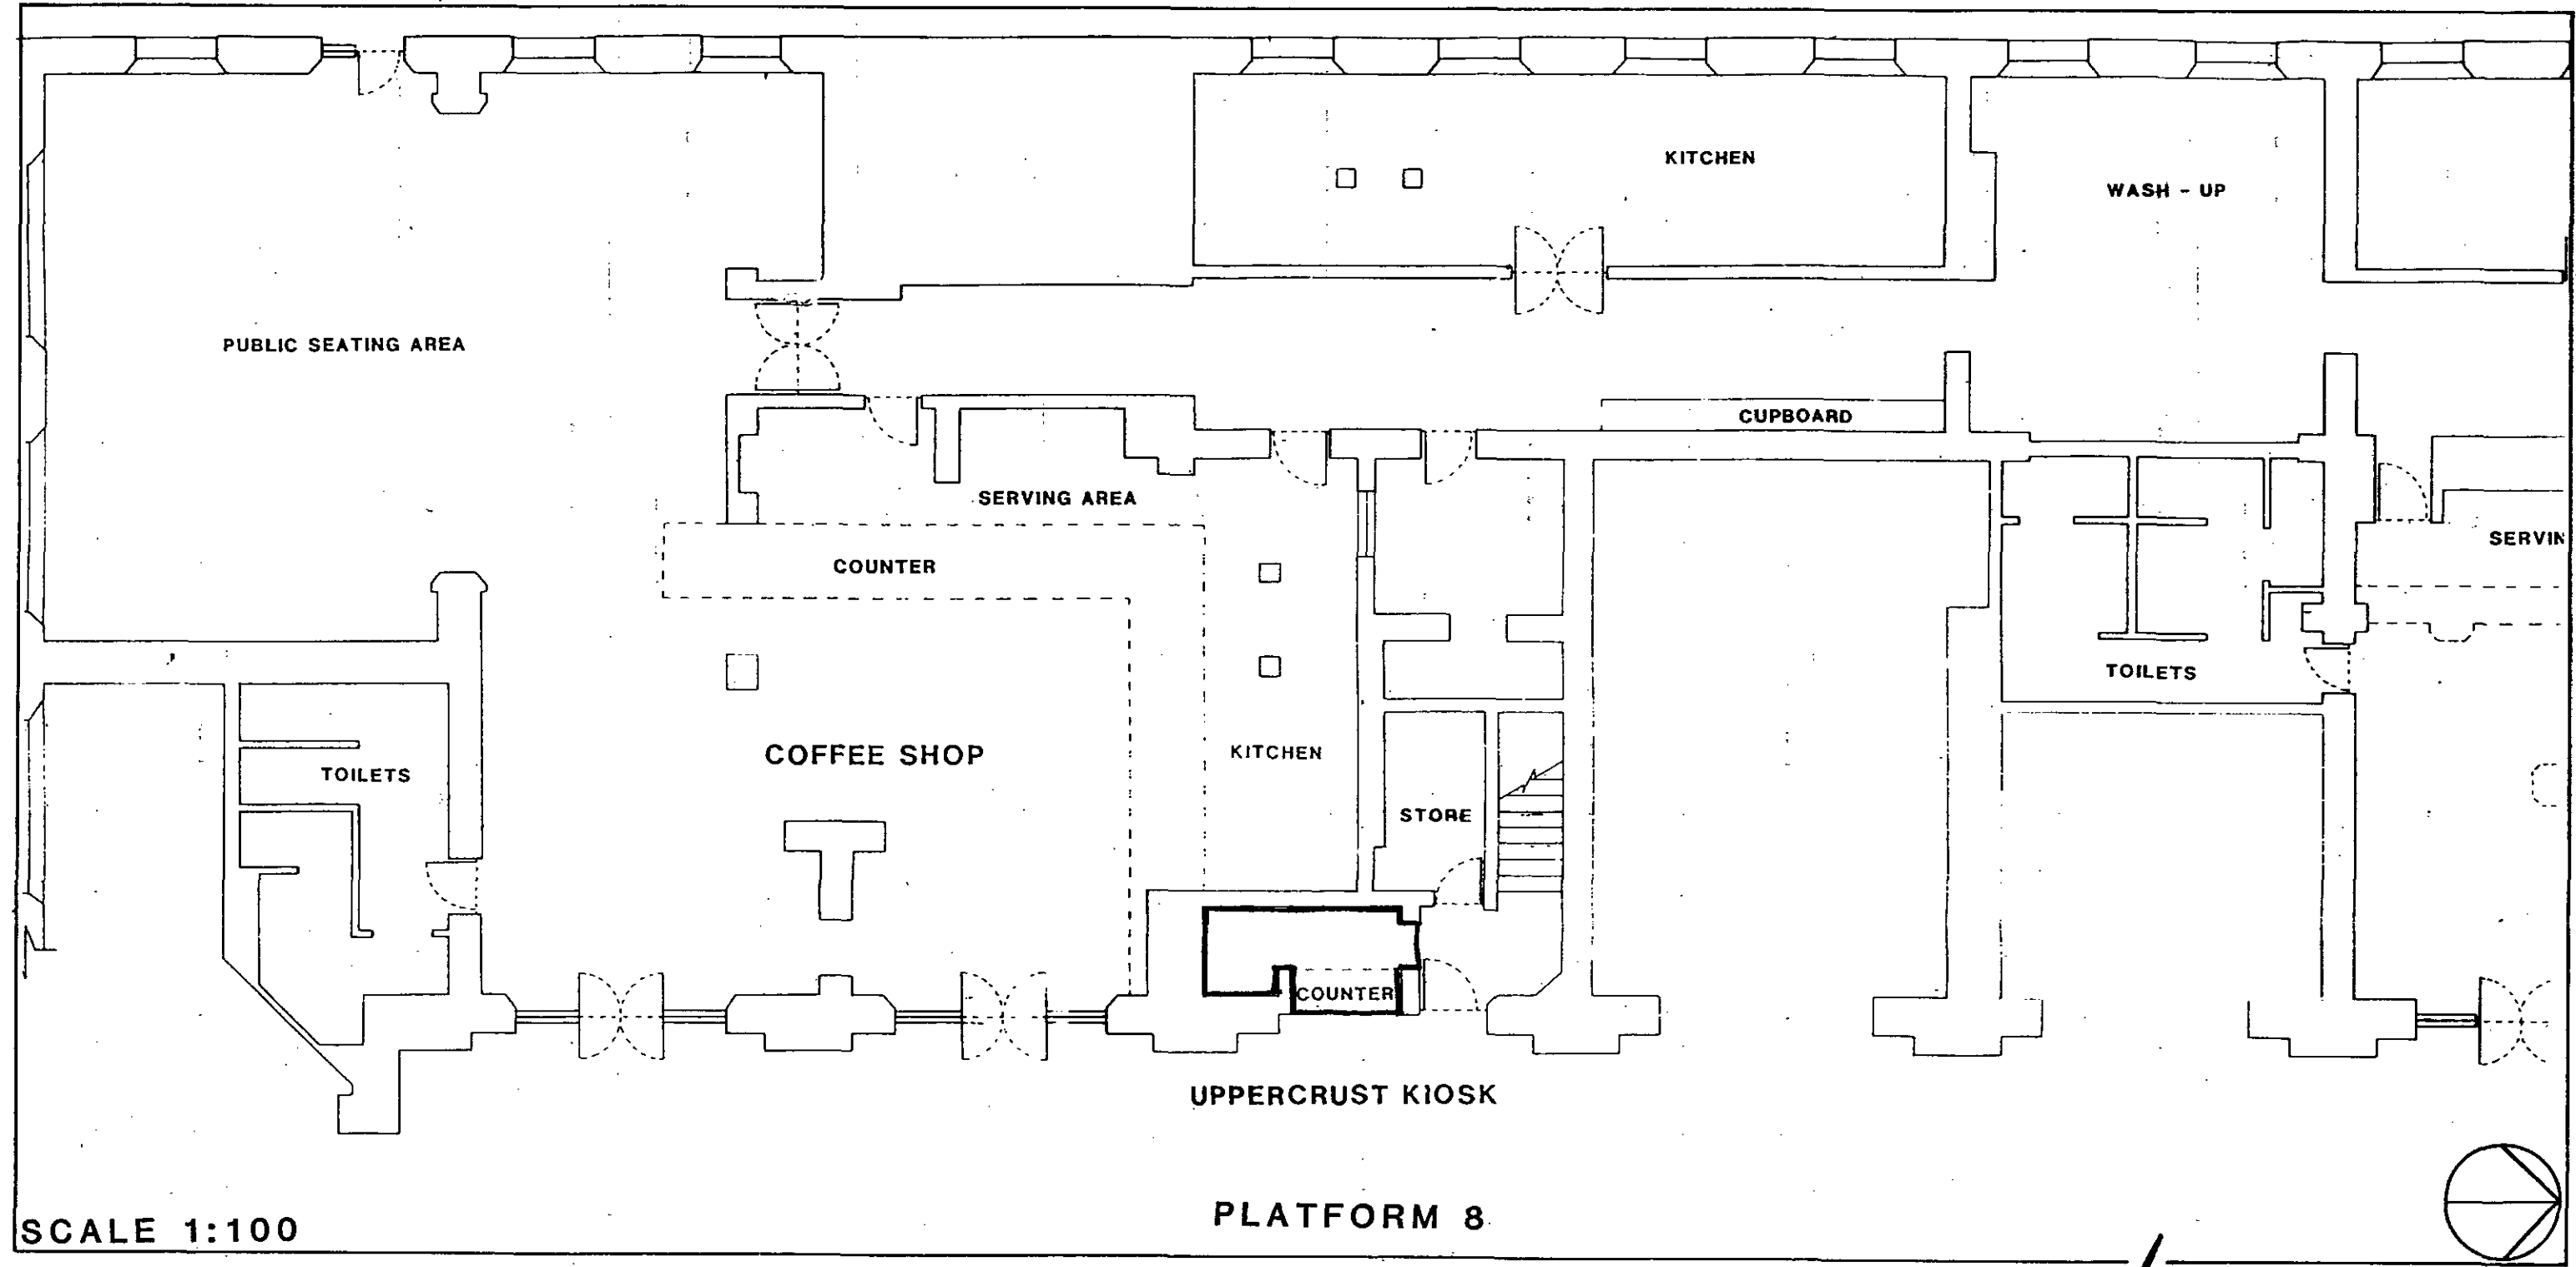 KITCHEN
WASH - UP
PUBLIC SEATING AREA
CUPBOARD
SERVING AREA
SERVIN
COUNTER
TOILETS
COFFEE SHOP
KITCHEN
TOILETS
STORE
COUNTER
UPPERCRUST KIOSK
PLATFORM 8
SCALE 1:100